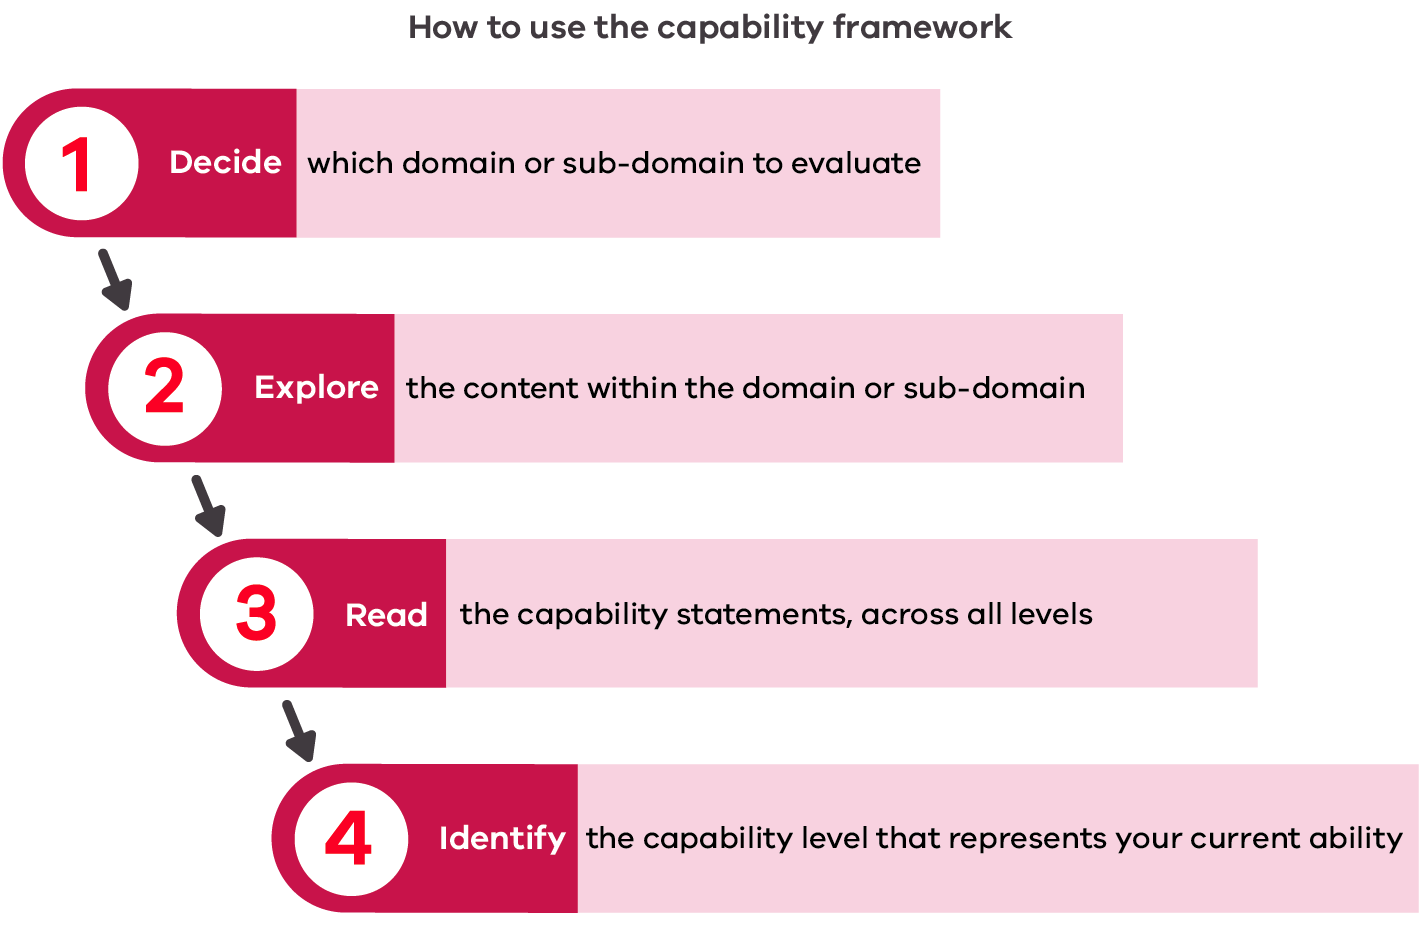 How to use the capability framework
1 Decide which domain or sub-domain to evaluate
2 Explore the content within the domain or sub-domain
3 Read the capability statements, across all levels
4 Identify the capability level that represents your current ability